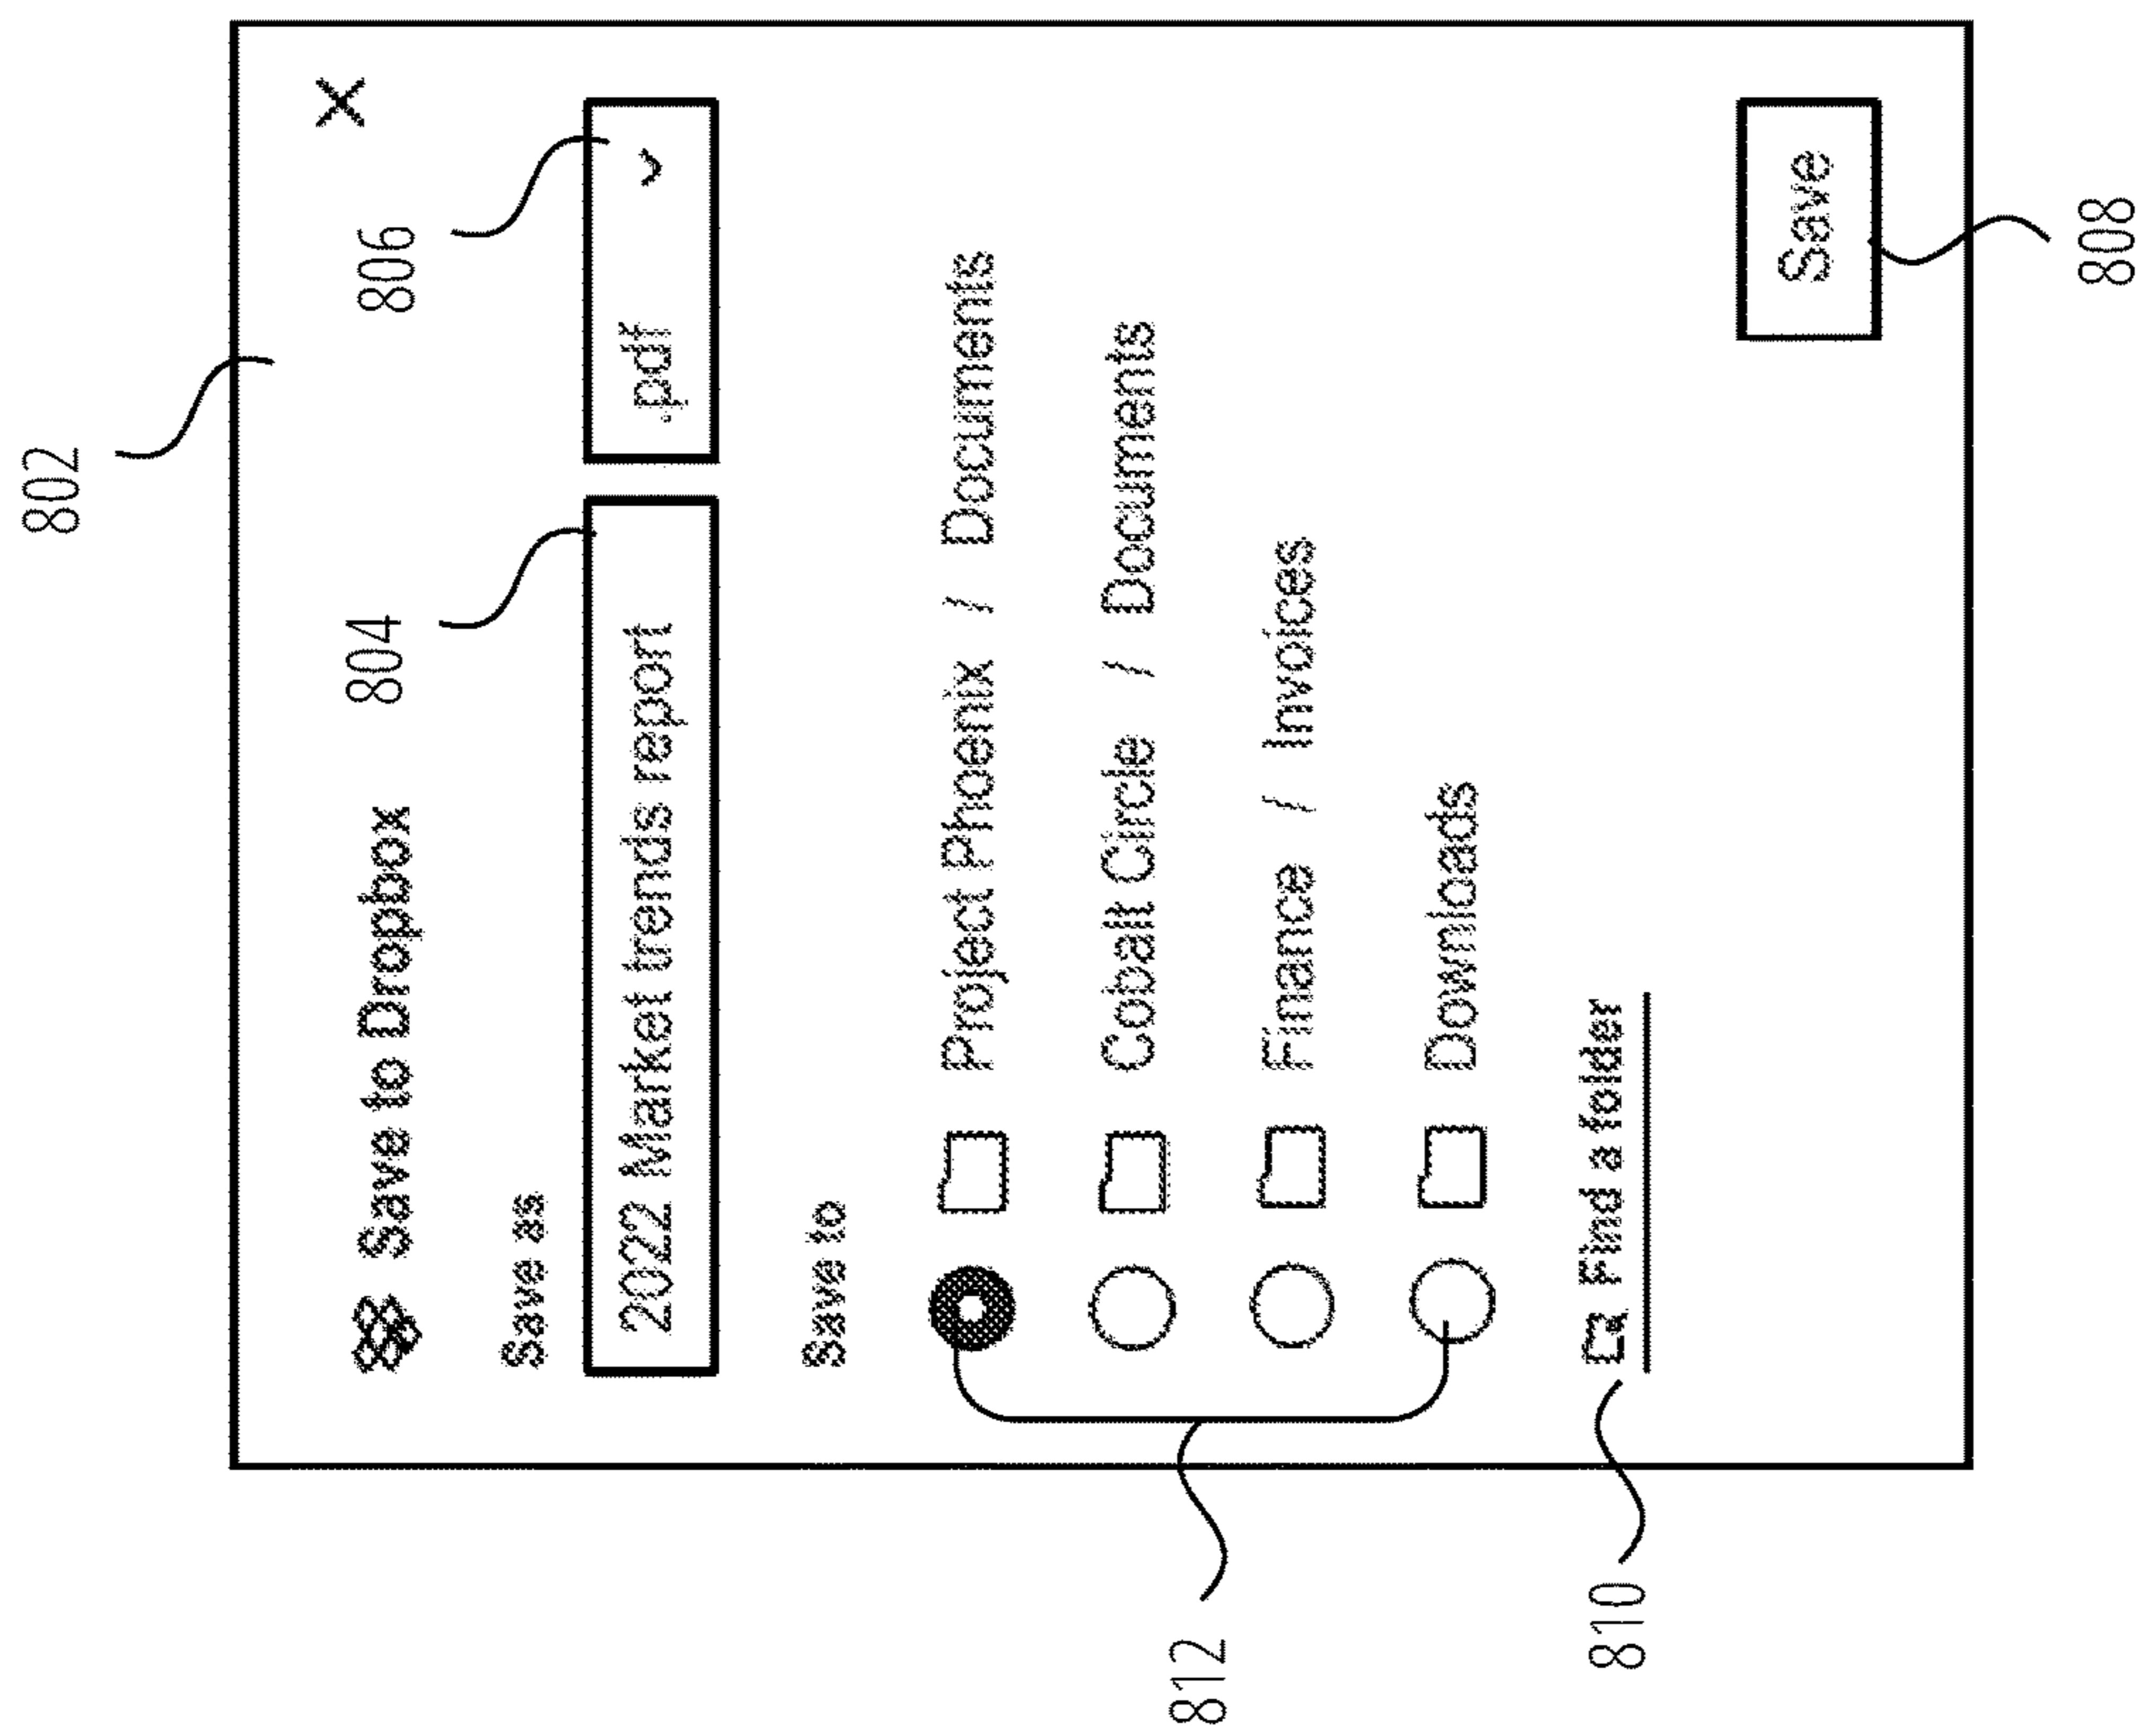 802
Save to Dropbox
804
806
Save as
2022 Market trends report
.pdf
Save to
Project Phoenix / Documents
Cobalt Circle / Documents
Finance / Invoices
Downloads
812
Find a folder
810
Save
808